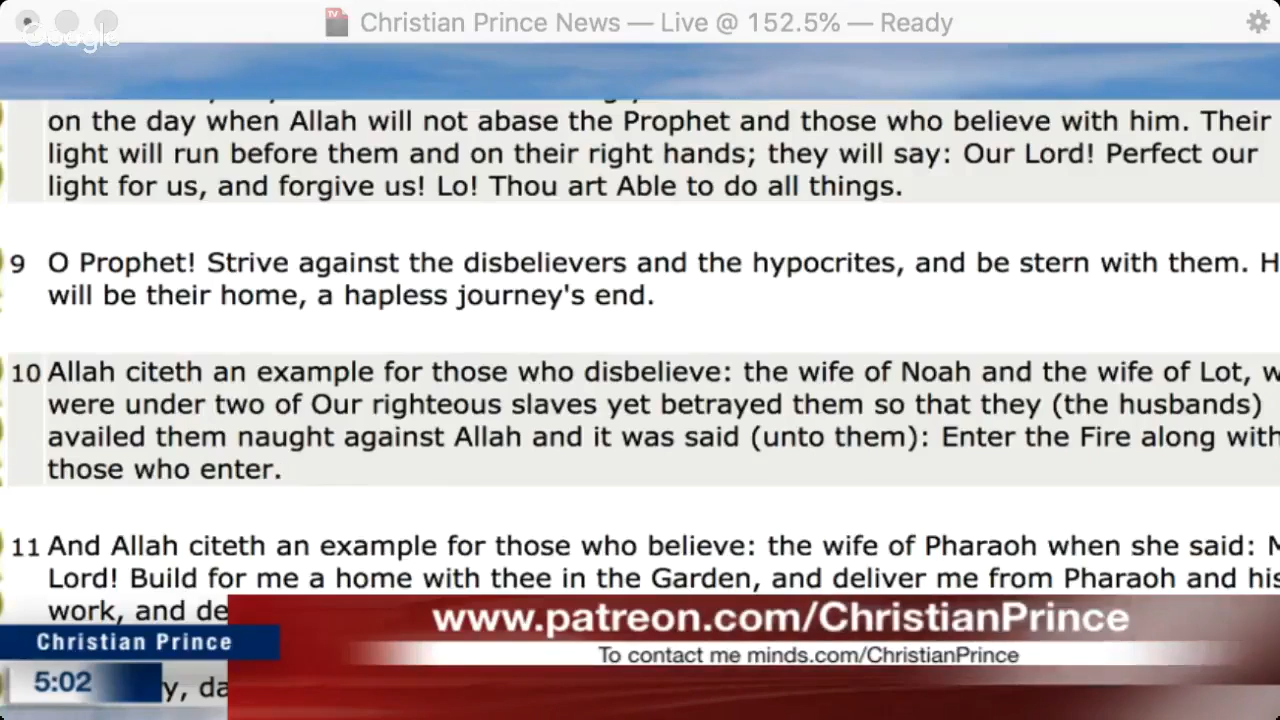 Christian Prince News — Live @ 152.5% — Ready
Google
on the day when Allah will not abase the Prophet and those who believe with him. Their
light will run before them and on their right hands; they will say: Our Lord! Perfect our
light for us, and forgive us! Lo! Thou art Able to do all things.
9 O Prophet! Strive against the disbelievers and the hypocrites, and be stern with them. H
will be their home, a hapless journey's end.
10 Allah citeth an example for those who disbelieve: the wife of Noah and the wife of Lot, w
were under two of Our righteous slaves yet betrayed them so that they (the husbands)
availed them naught against Allah and it was said (unto them): Enter the Fire along with
those who enter.
11 And Allah citeth an example for those who believe: the wife of Pharaoh when she said: M
Lord! Build for me a home with thee in the Garden, and deliver me from Pharaoh and his
work, and de
www.patreon.com/ChristianPrince
Christian Prince
To contact me minds.com/ChristianPrince
5:02
y, da